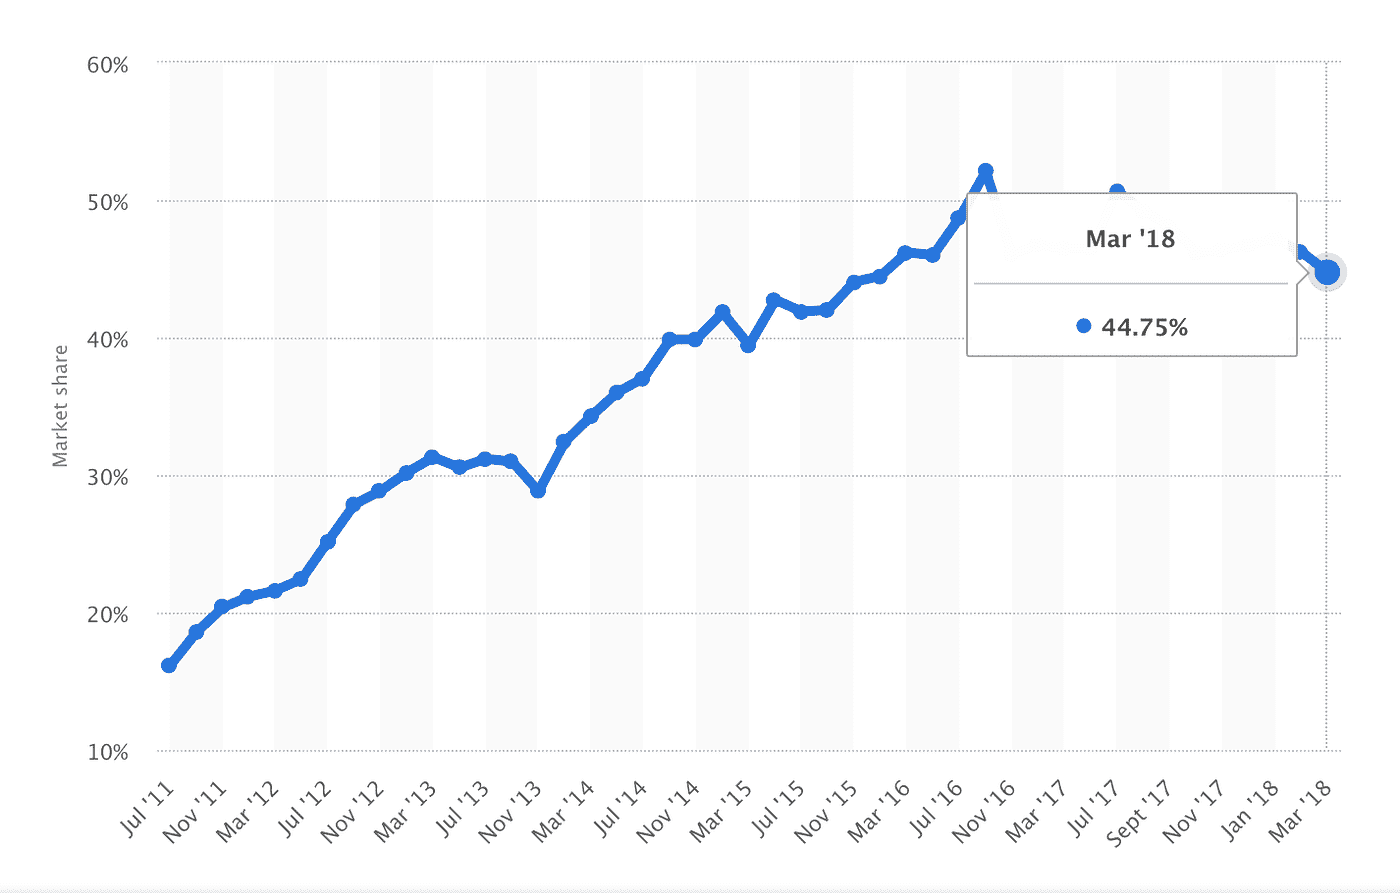 60%
50%
40%
30%
20%
10%
Market share
Mar '18
44.75%
Jul '11
Nov '11
Mar '12
Jul '12
Nov '12
Mar '13
Jul '13
Nov '13
Mar '14
Jul '14
Nov '14
Mar '15
Jul '15
Nov '15
Mar '16
Jul '16
Nov '16
Mar '17
Jul '17
Sept '17
Nov '17
Jan '18
Mar '18